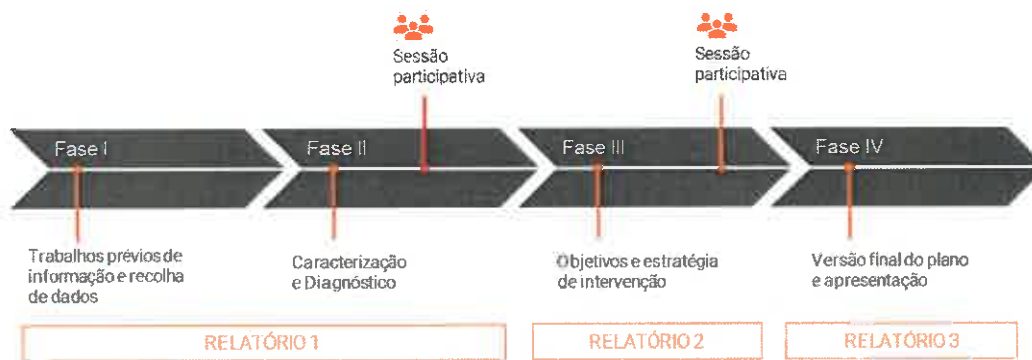 Sessão
participativa
Sessão
participativa
Fase I
Fase II
Fase III
Fase IV
Trabalhos prévios de
informação e recolha
de dados
Caracterização
e Diagnóstico
Objetivos e estratégia
de intervenção
Versão final do plano
e apresentação
RELATÓRIO 1
RELATÓRIO 2
RELATÓRIO 3